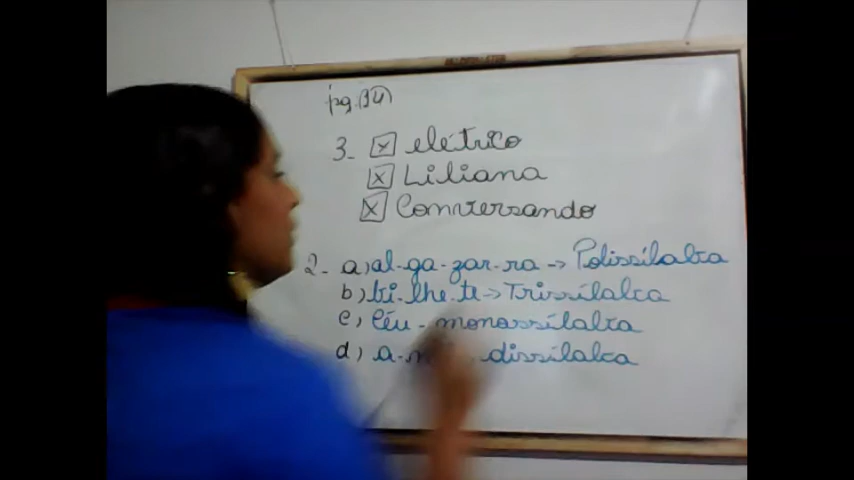 pg.134
3- ☒ elétrico
☒ Liliana
☒ Conversando
2- a) al-ga-zar-ra -> Polissílaba
b) bi-lhe-te -> Trissílaba
c) Céu - monossílaba
d) a- dissílaba